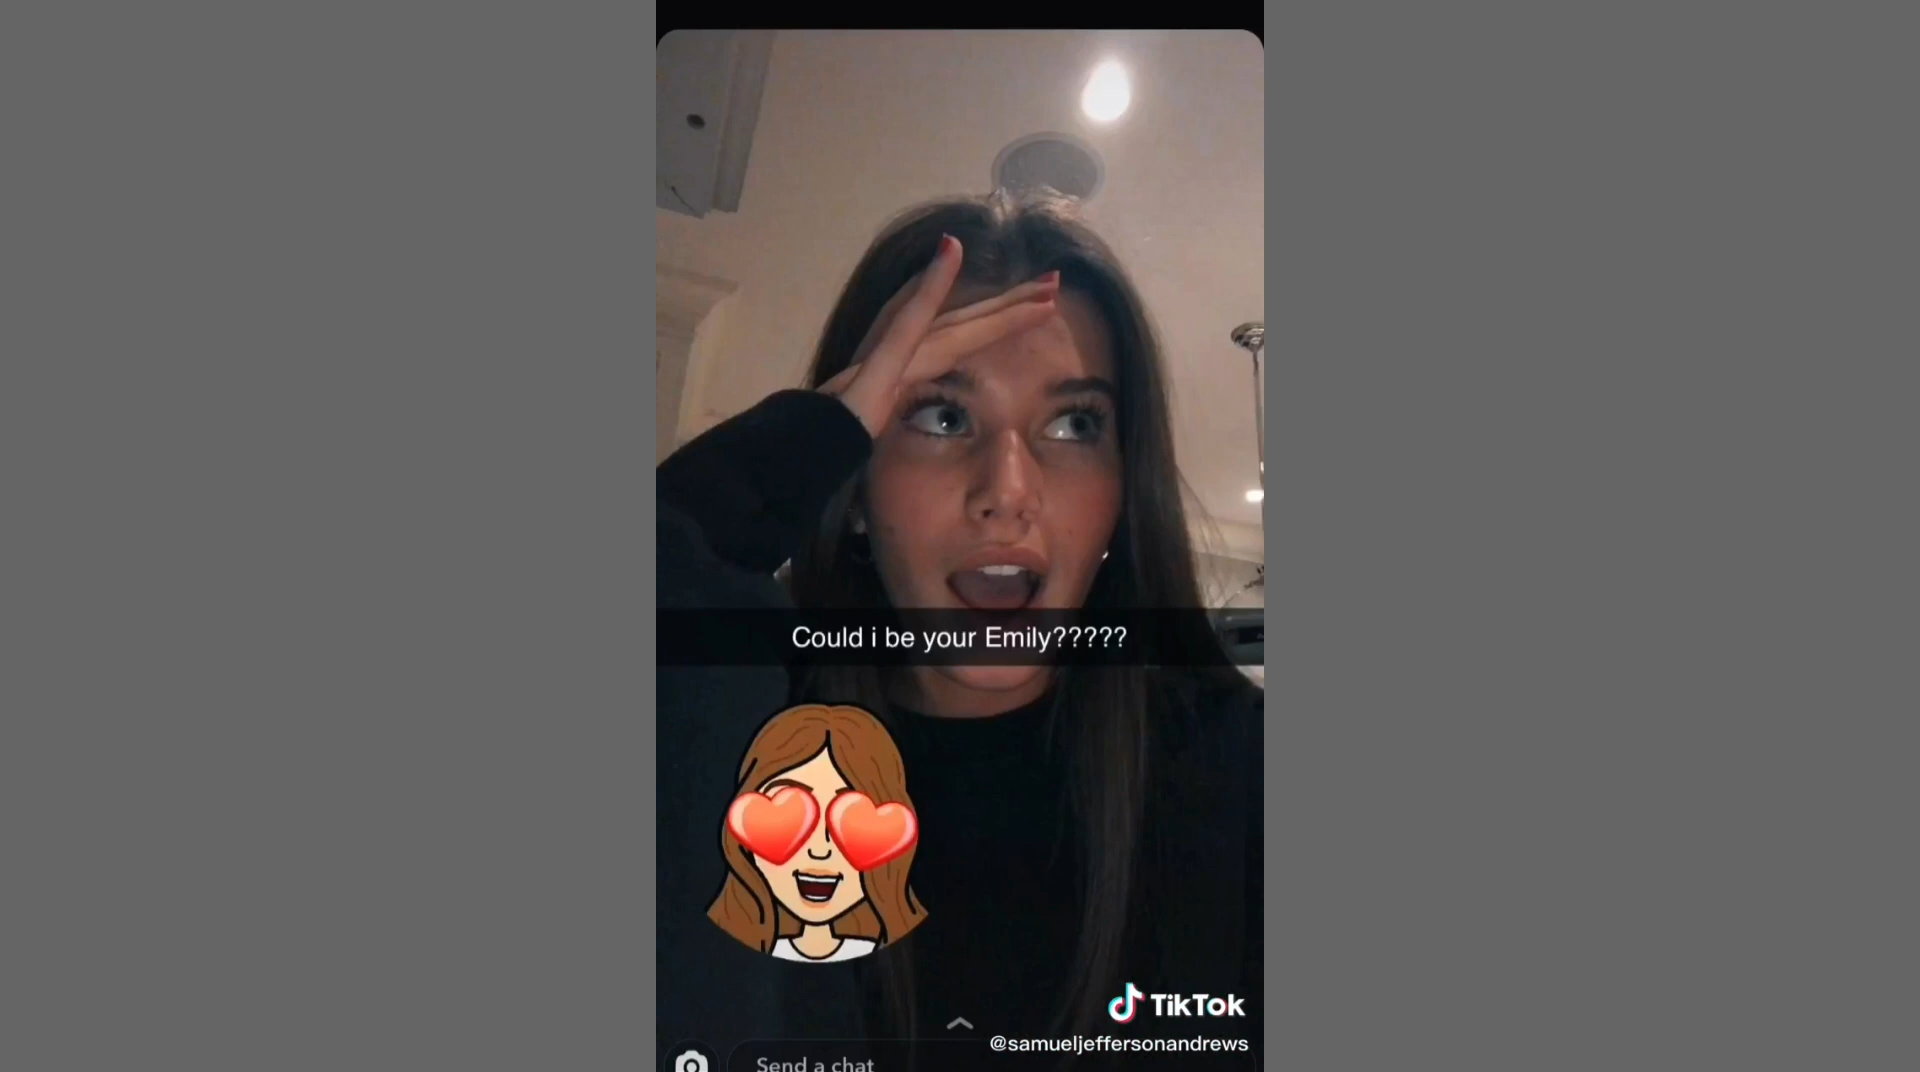 Could i be your Emily?????
TikTok
@samueljeffersonandrews
Send a chat